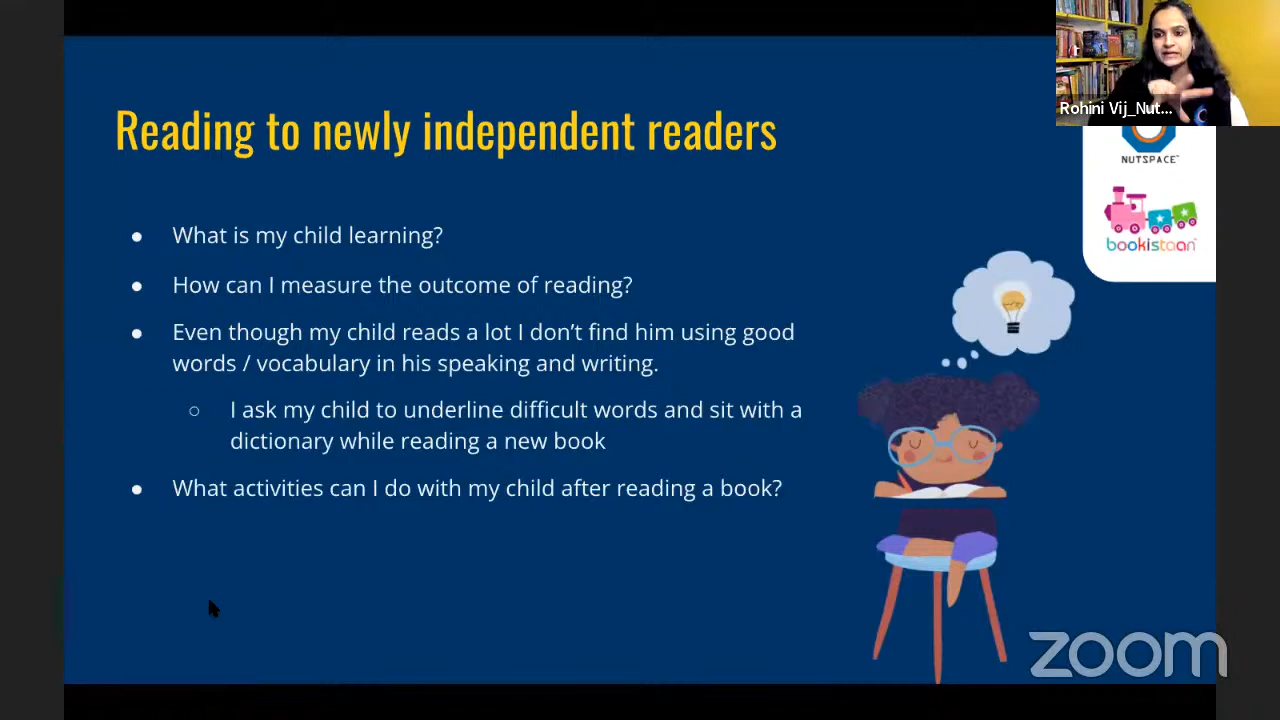 Reading to newly independent readers
● What is my child learning?
● How can I measure the outcome of reading?
● Even though my child reads a lot I don’t find him using good
words / vocabulary in his speaking and writing.
○ I ask my child to underline difficult words and sit with a
dictionary while reading a new book
● What activities can I do with my child after reading a book?
Rohini Vij_Nut...
NUTSPACE™
bookistaan™
zoom